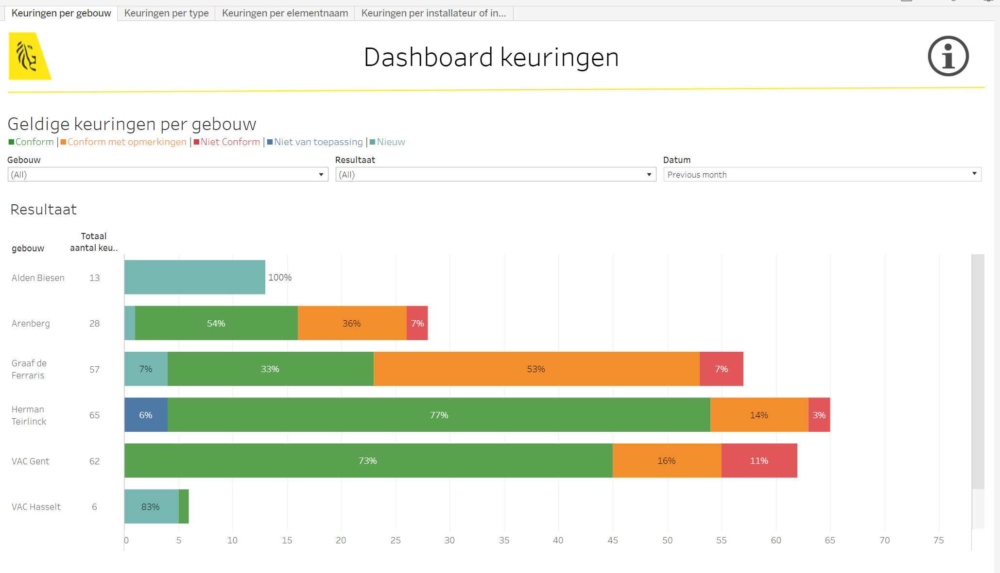 Keuringen per gebouw Keuringen per type Keuringen per elementnaam Keuringen per installateur of in...
Dashboard keuringen
Geldige keuringen per gebouw
Conform | Conform met opmerkingen | Niet Conform | Niet van toepassing | Nieuw
Gebouw Resultaat Datum
(All) (All) Previous month
Resultaat
Totaal
gebouw aantal keu..
Alden Biesen 13 100%
Arenberg 28 54% 36% 7%
Graaf de
Ferraris 57 7% 33% 53% 7%
Herman
Teirlinck 65 6% 77% 14% 3%
VAC Gent 62 73% 16% 11%
VAC Hasselt 6 83%
0 5 10 15 20 25 30 35 40 45 50 55 60 65 70 75